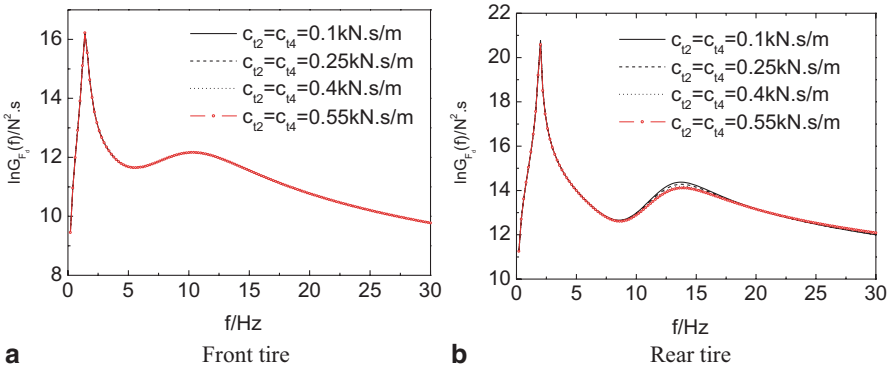 16
14
12
10
8
lnG_{F_d}(f)/N².s
c_{t2}=c_{t4}=0.1kN.s/m
c_{t2}=c_{t4}=0.25kN.s/m
c_{t2}=c_{t4}=0.4kN.s/m
c_{t2}=c_{t4}=0.55kN.s/m
0 5 10 15 20 25 30
f/Hz
a Front tire
22
20
18
16
14
12
10
lnG_{F_d}(f)/N².s
c_{t2}=c_{t4}=0.1kN.s/m
c_{t2}=c_{t4}=0.25kN.s/m
c_{t2}=c_{t4}=0.4kN.s/m
c_{t2}=c_{t4}=0.55kN.s/m
0 5 10 15 20 25 30
f/Hz
b Rear tire